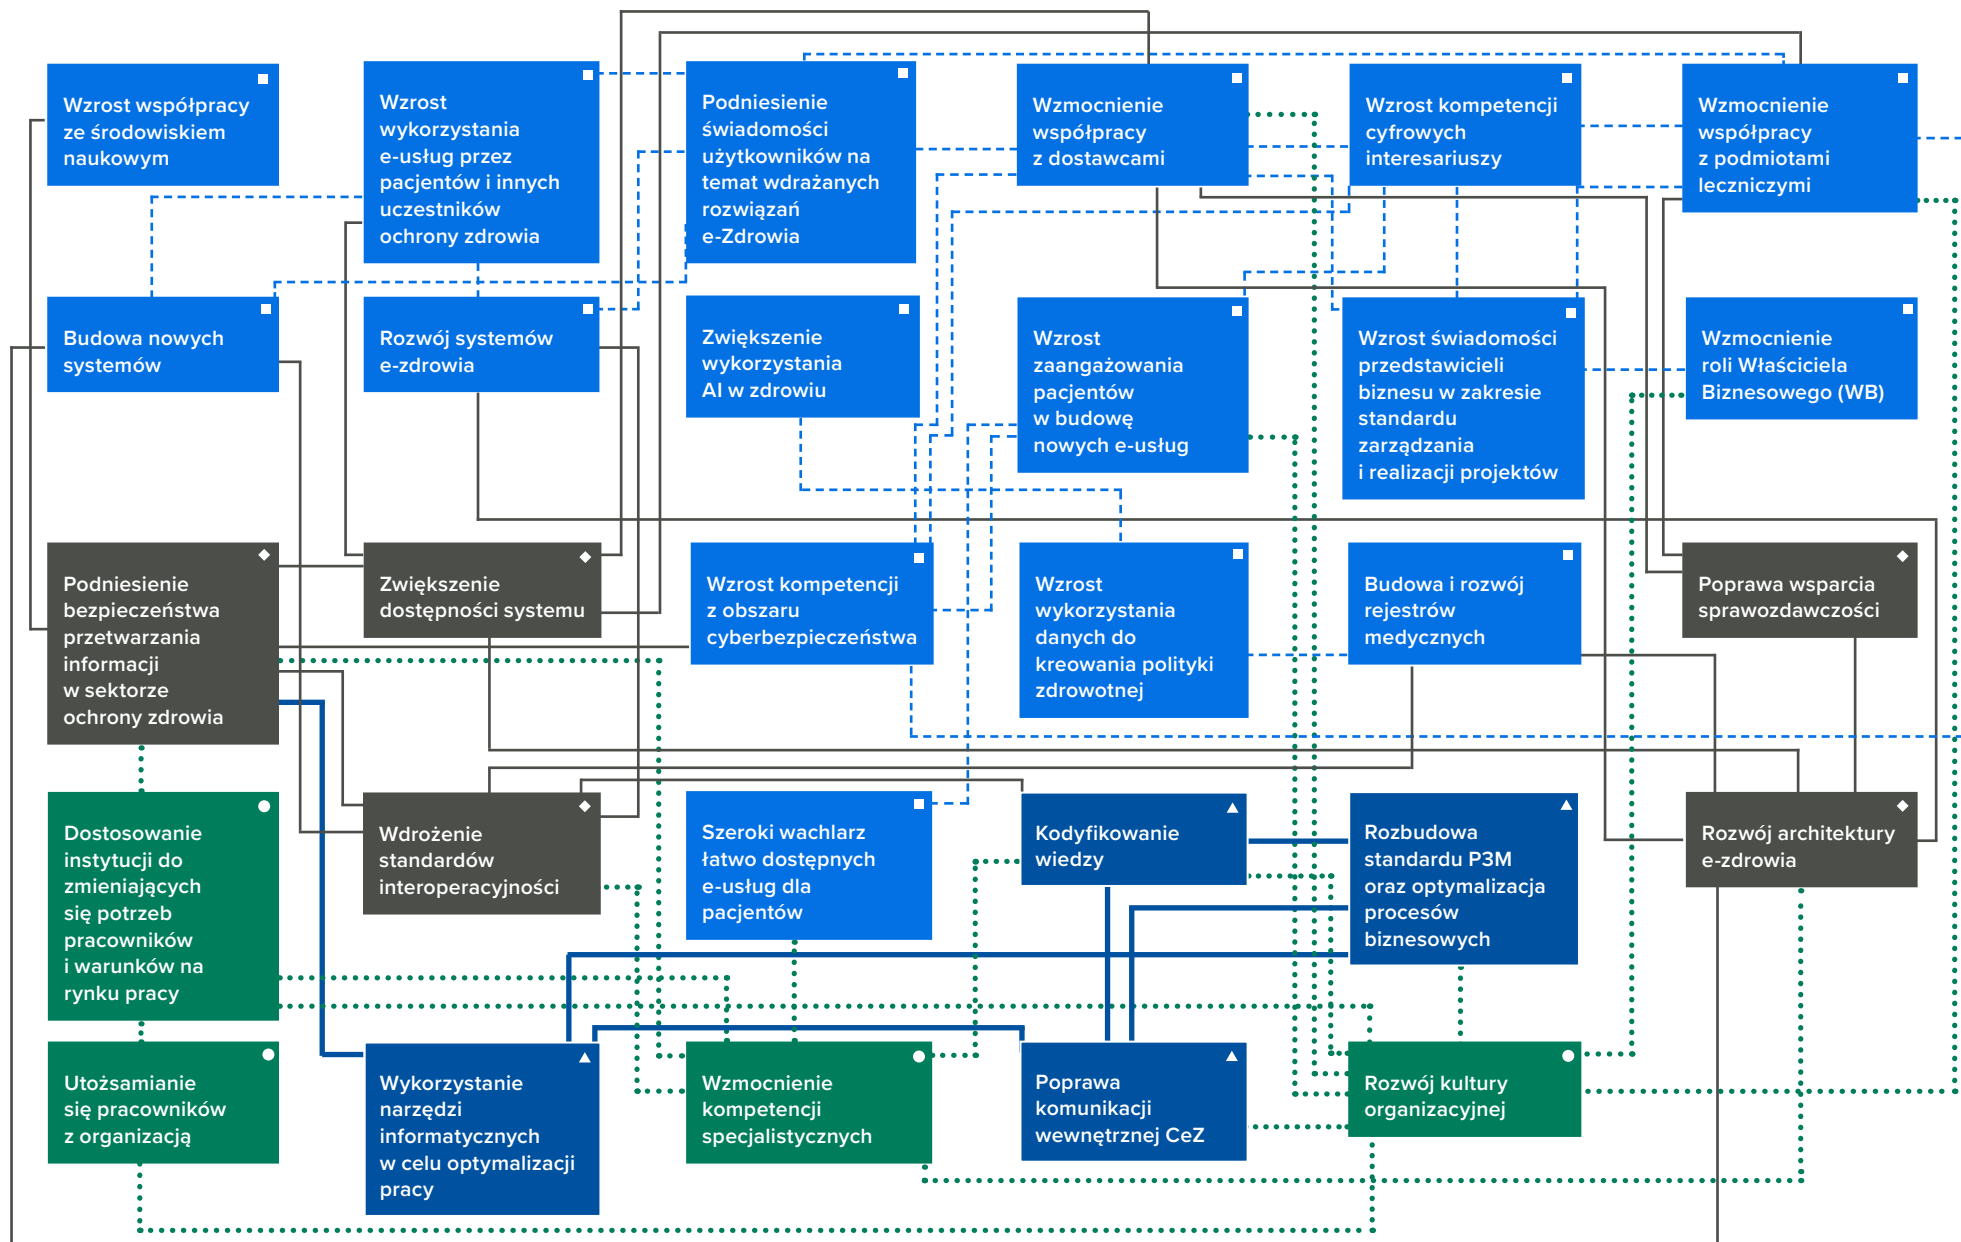 Wzrost współpracy
ze środowiskiem
naukowym
Wzrost
wykorzystania
e-usług przez
pacjentów i innych
uczestników
ochrony zdrowia
Podniesienie
świadomości
użytkowników na
temat wdrażanych
rozwiązań
e-Zdrowia
Wzmocnienie
współpracy
z dostawcami
Wzrost kompetencji
cyfrowych
interesariuszy
Wzmocnienie
współpracy
z podmiotami
leczniczymi
Budowa nowych
systemów
Rozwój systemów
e-zdrowia
Zwiększenie
wykorzystania
AI w zdrowiu
Wzrost
zaangażowania
pacjentów
w budowę
nowych e-usług
Wzrost świadomości
przedstawicieli
biznesu w zakresie
standardu
zarządzania
i realizacji projektów
Wzmocnienie
roli Właściciela
Biznesowego (WB)
Podniesienie
bezpieczeństwa
przetwarzania
informacji
w sektorze
ochrony zdrowia
Zwiększenie
dostępności systemu
Wzrost kompetencji
z obszaru
cyberbezpieczeństwa
Wzrost
wykorzystania
danych do
kreowania polityki
zdrowotnej
Budowa i rozwój
rejestrów
medycznych
Poprawa wsparcia
sprawozdawczości
Dostosowanie
instytucji do
zmieniających
się potrzeb
pracowników
i warunków na
rynku pracy
Wdrożenie
standardów
interoperacyjności
Szeroki wachlarz
łatwo dostępnych
e-usług dla
pacjentów
Kodyfikowanie
wiedzy
Rozbudowa
standardu P3M
oraz optymalizacja
procesów
biznesowych
Rozwój architektury
e-zdrowia
Utożsamianie
się pracowników
z organizacją
Wykorzystanie
narzędzi
informatycznych
w celu optymalizacji
pracy
Wzmocnienie
kompetencji
specjalistycznych
Poprawa
komunikacji
wewnętrznej CeZ
Rozwój kultury
organizacyjnej